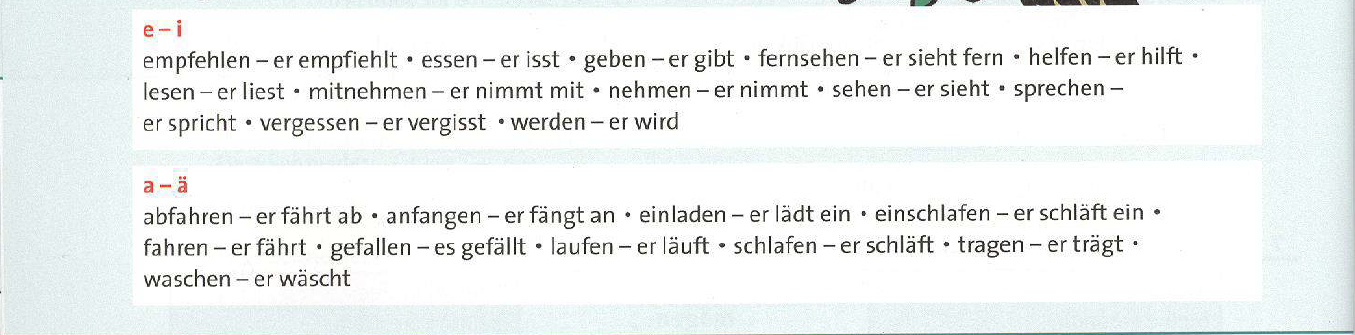 e – i
empfehlen – er empfiehlt • essen – er isst • geben – er gibt • fernsehen – er sieht fern • helfen – er hilft •
lesen – er liest • mitnehmen – er nimmt mit • nehmen – er nimmt • sehen – er sieht • sprechen –
er spricht • vergessen – er vergisst • werden – er wird
a – ä
abfahren – er fährt ab • anfangen – er fängt an • einladen – er lädt ein • einschlafen – er schläft ein •
fahren – er fährt • gefallen – es gefällt • laufen – er läuft • schlafen – er schläft • tragen – er trägt •
waschen – er wäscht